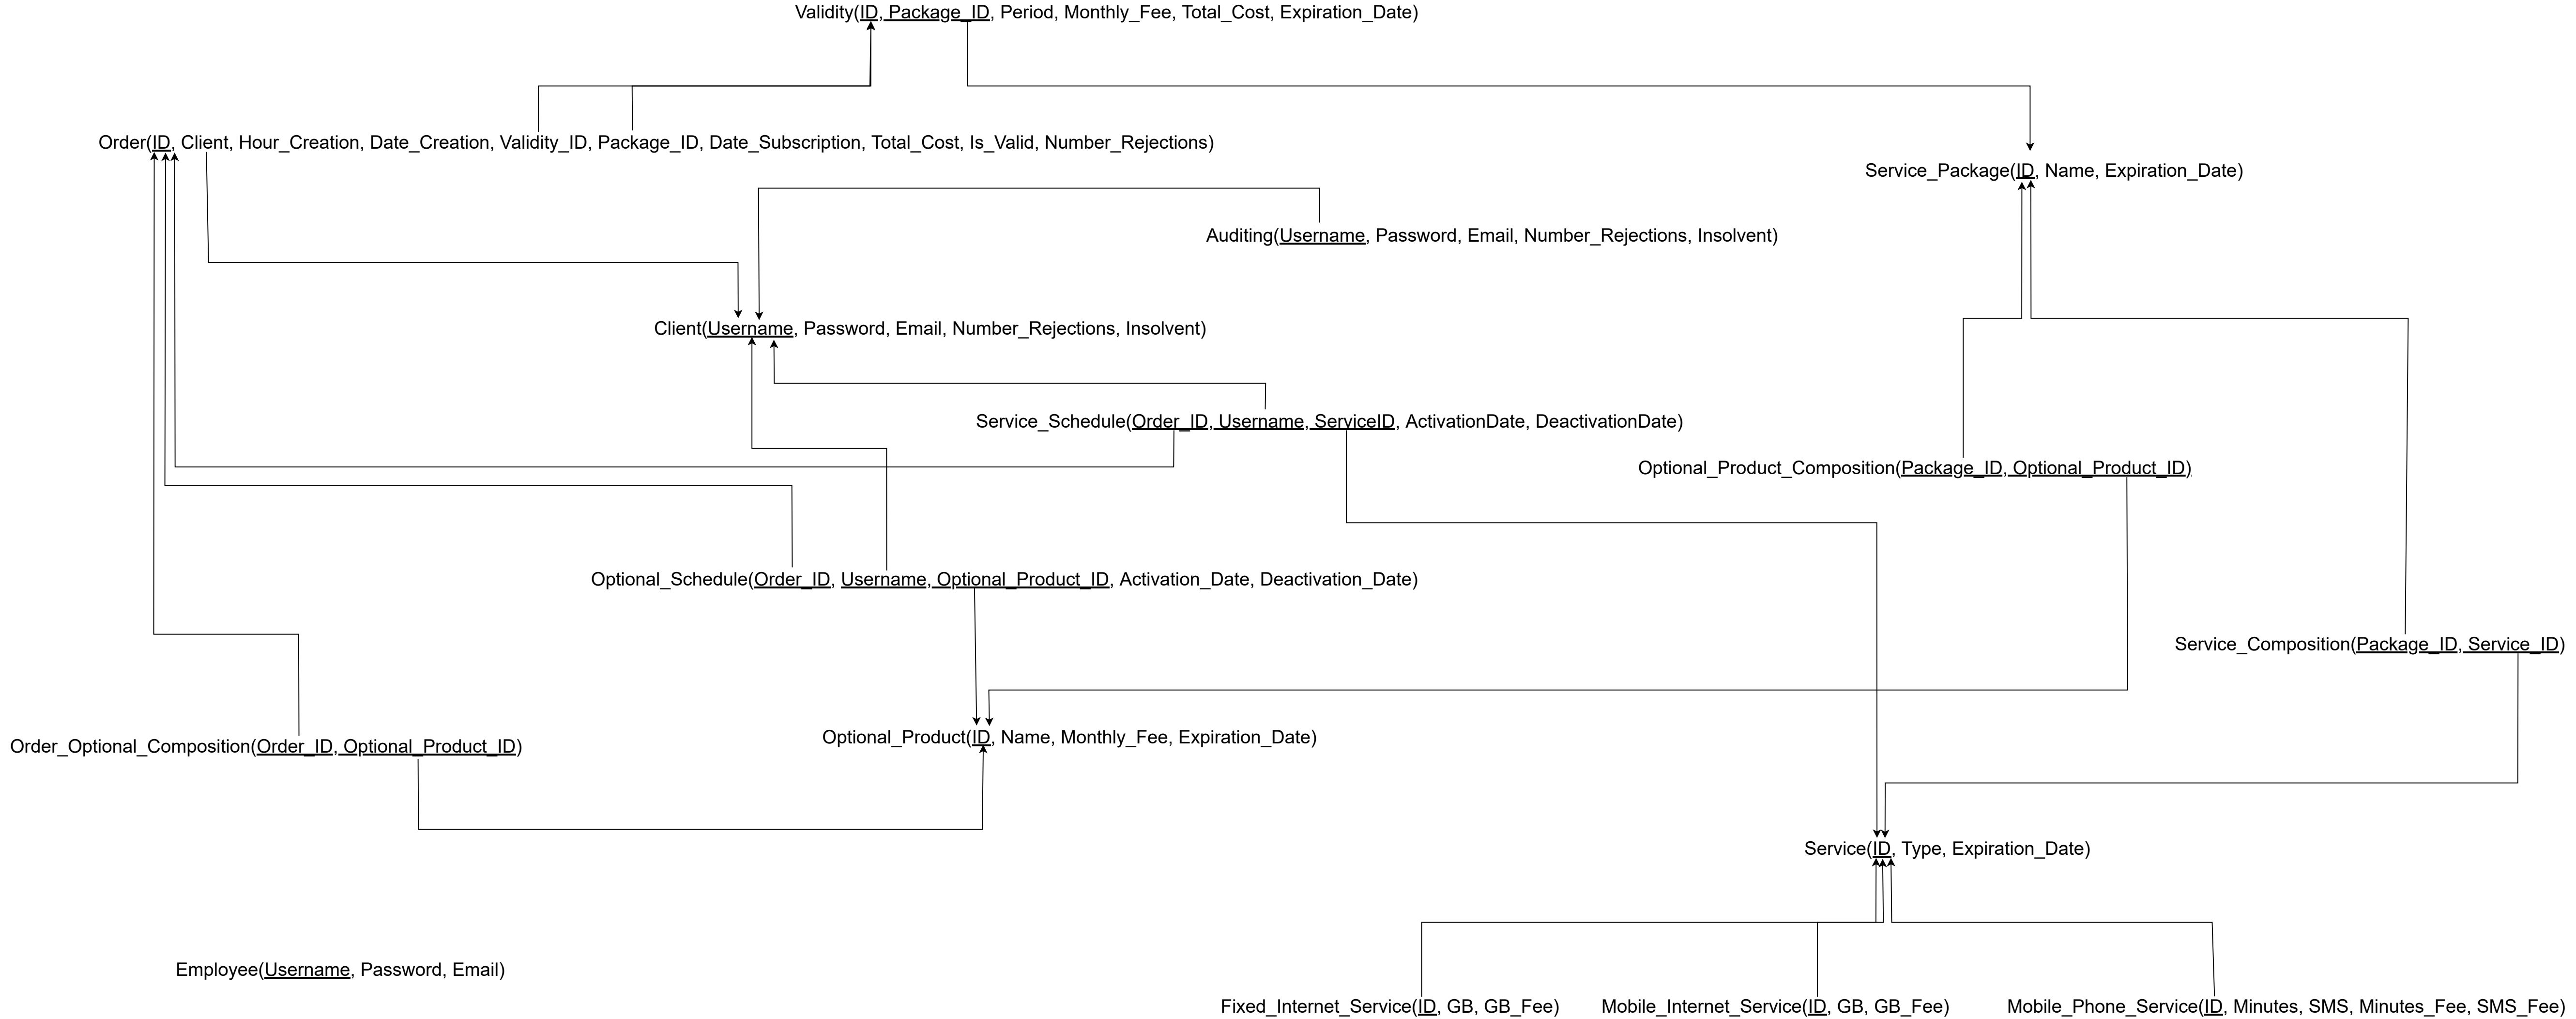 Validity(ID, Package_ID, Period, Monthly_Fee, Total_Cost, Expiration_Date)
Order(ID, Client, Hour_Creation, Date_Creation, Validity_ID, Package_ID, Date_Subscription, Total_Cost, Is_Valid, Number_Rejections)
Service_Package(ID, Name, Expiration_Date)
Auditing(Username, Password, Email, Number_Rejections, Insolvent)
Client(Username, Password, Email, Number_Rejections, Insolvent)
Service_Schedule(Order_ID, Username, ServiceID, ActivationDate, DeactivationDate)
Optional_Product_Composition(Package_ID, Optional_Product_ID)
Optional_Schedule(Order_ID, Username, Optional_Product_ID, Activation_Date, Deactivation_Date)
Service_Composition(Package_ID, Service_ID)
Order_Optional_Composition(Order_ID, Optional_Product_ID)
Optional_Product(ID, Name, Monthly_Fee, Expiration_Date)
Service(ID, Type, Expiration_Date)
Employee(Username, Password, Email)
Fixed_Internet_Service(ID, GB, GB_Fee)
Mobile_Internet_Service(ID, GB, GB_Fee)
Mobile_Phone_Service(ID, Minutes, SMS, Minutes_Fee, SMS_Fee)